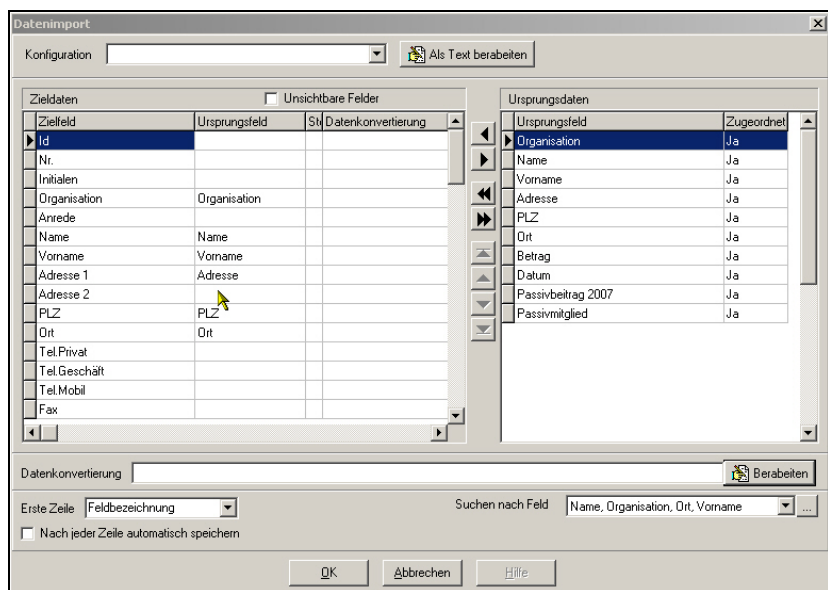 Datenimport
Konfiguration Als Text berabeiten
Zieldaten Unsichtbare Felder
Zielfeld Ursprungsfeld Datenkonvertierung
Id
Nr.
Initialen
Organisation Organisation
Anrede
Name Name
Vorname Vorname
Adresse 1 Adresse
Adresse 2
PLZ PLZ
Ort Ort
Tel.Privat
Tel.Geschäft
Tel.Mobil
Fax
Ursprungsdaten
Ursprungsfeld Zugeordnet
Organisation Ja
Name Ja
Vorname Ja
Adresse Ja
PLZ Ja
Ort Ja
Betrag Ja
Datum Ja
Passivbeitrag 2007 Ja
Passivmitglied Ja
Datenkonvertierung Berabeiten
Erste Zeile Feldbezeichnung Suchen nach Feld Name, Organisation, Ort, Vorname ...
Nach jeder Zeile automatisch speichern
OK Abbrechen Hilfe